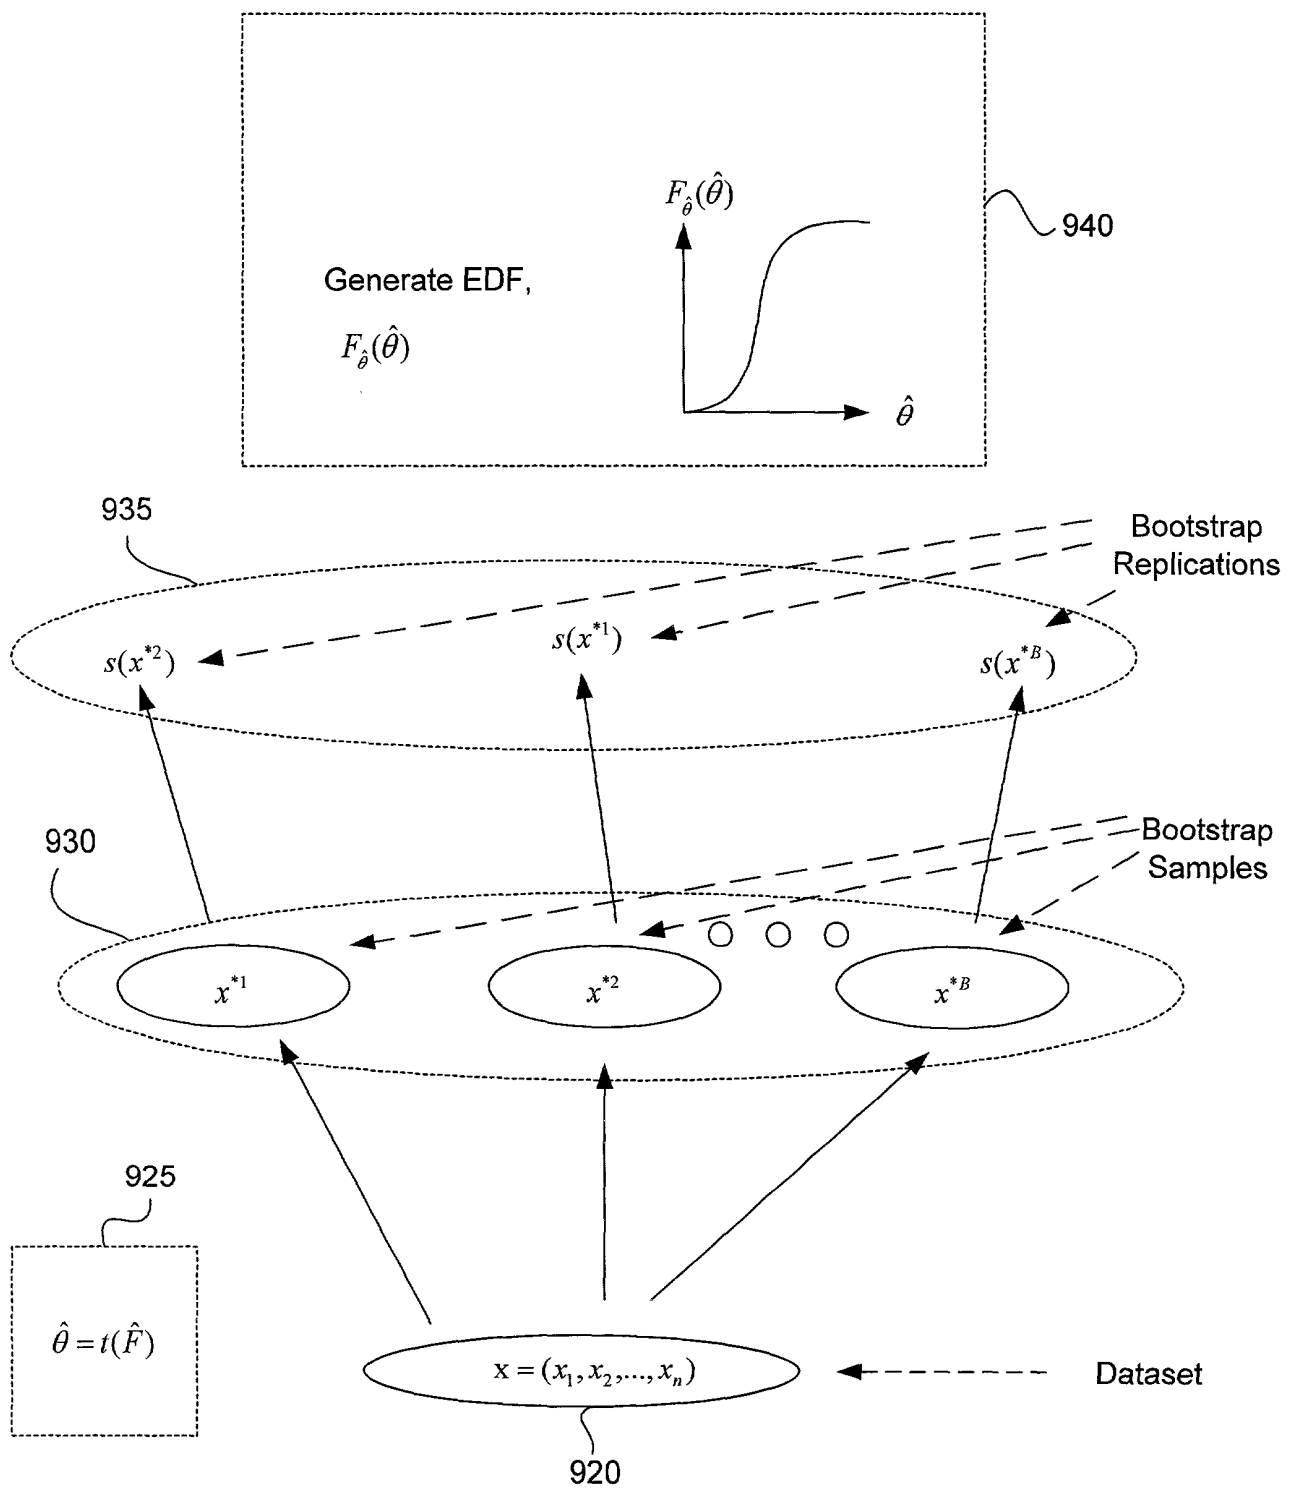 F_θ̂(θ̂)
940
Generate EDF,
F_θ̂(θ̂)
θ̂
935
Bootstrap
Replications
s(x*²)
s(x*¹)
s(x*ᴮ)
930
Bootstrap
Samples
x*¹
x*²
x*ᴮ
925
θ̂ = t(F̂)
x = (x₁, x₂,..., xₙ)
Dataset
920